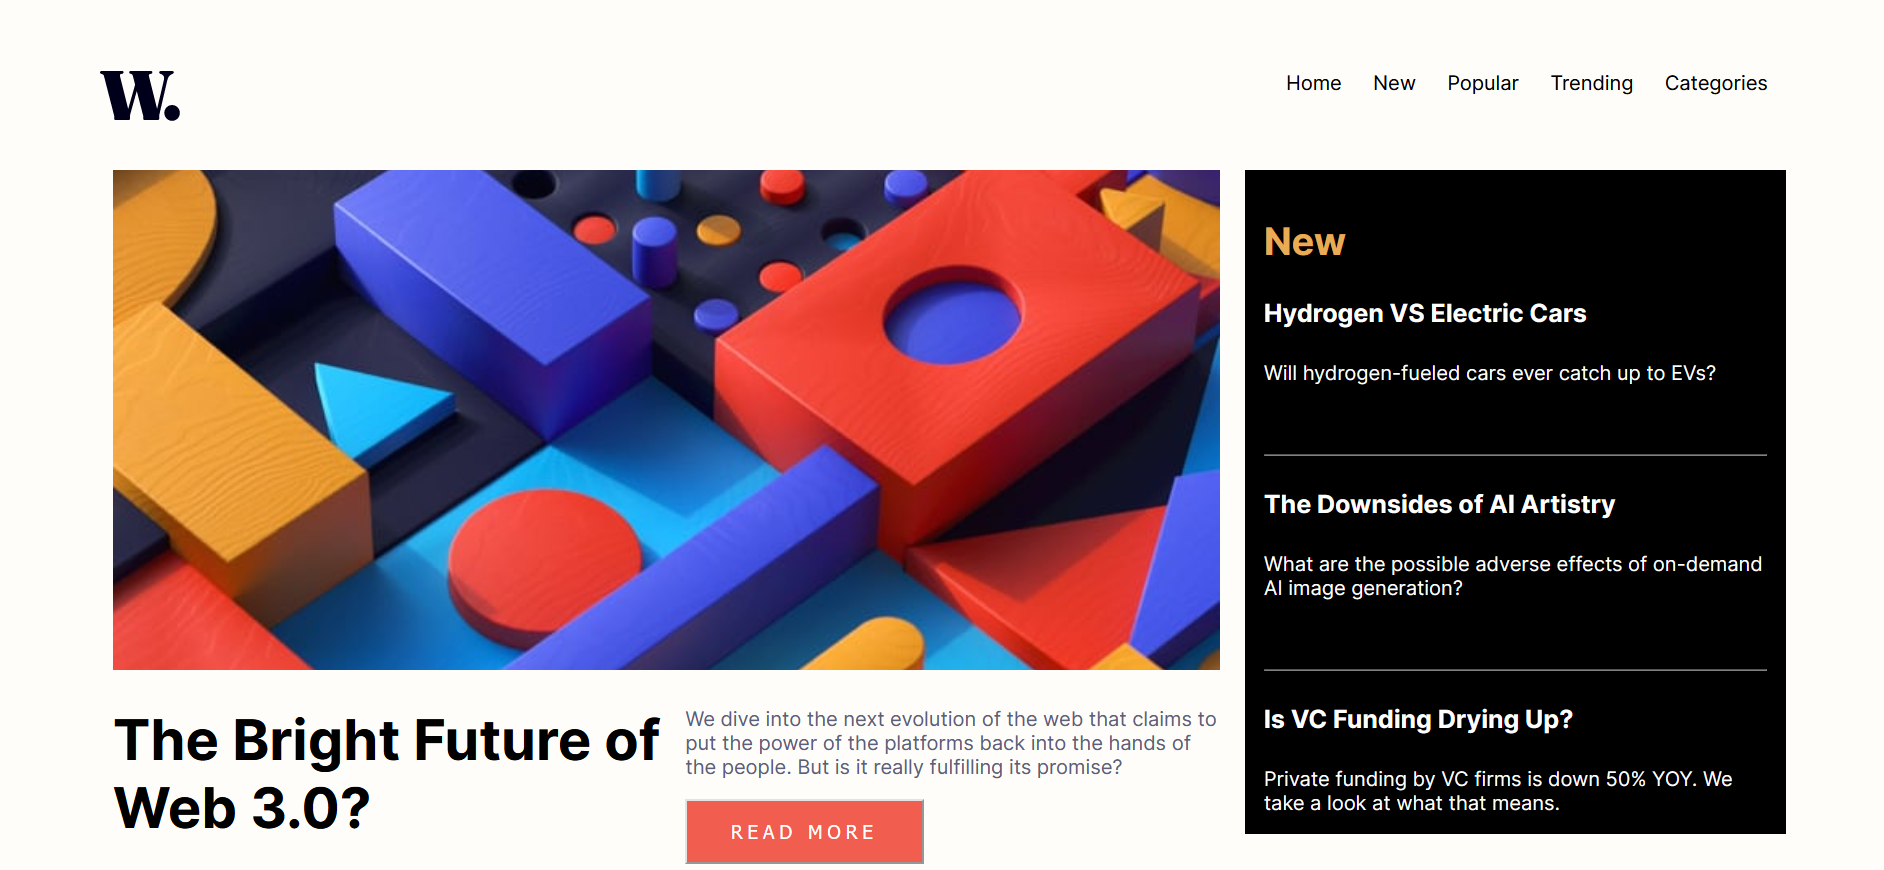 W.
Home New Popular Trending Categories
New
Hydrogen VS Electric Cars
Will hydrogen-fueled cars ever catch up to EVs?
The Downsides of AI Artistry
What are the possible adverse effects of on-demand
AI image generation?
Is VC Funding Drying Up?
Private funding by VC firms is down 50% YOY. We
take a look at what that means.
The Bright Future of
Web 3.0?
We dive into the next evolution of the web that claims to
put the power of the platforms back into the hands of
the people. But is it really fulfilling its promise?
READ MORE